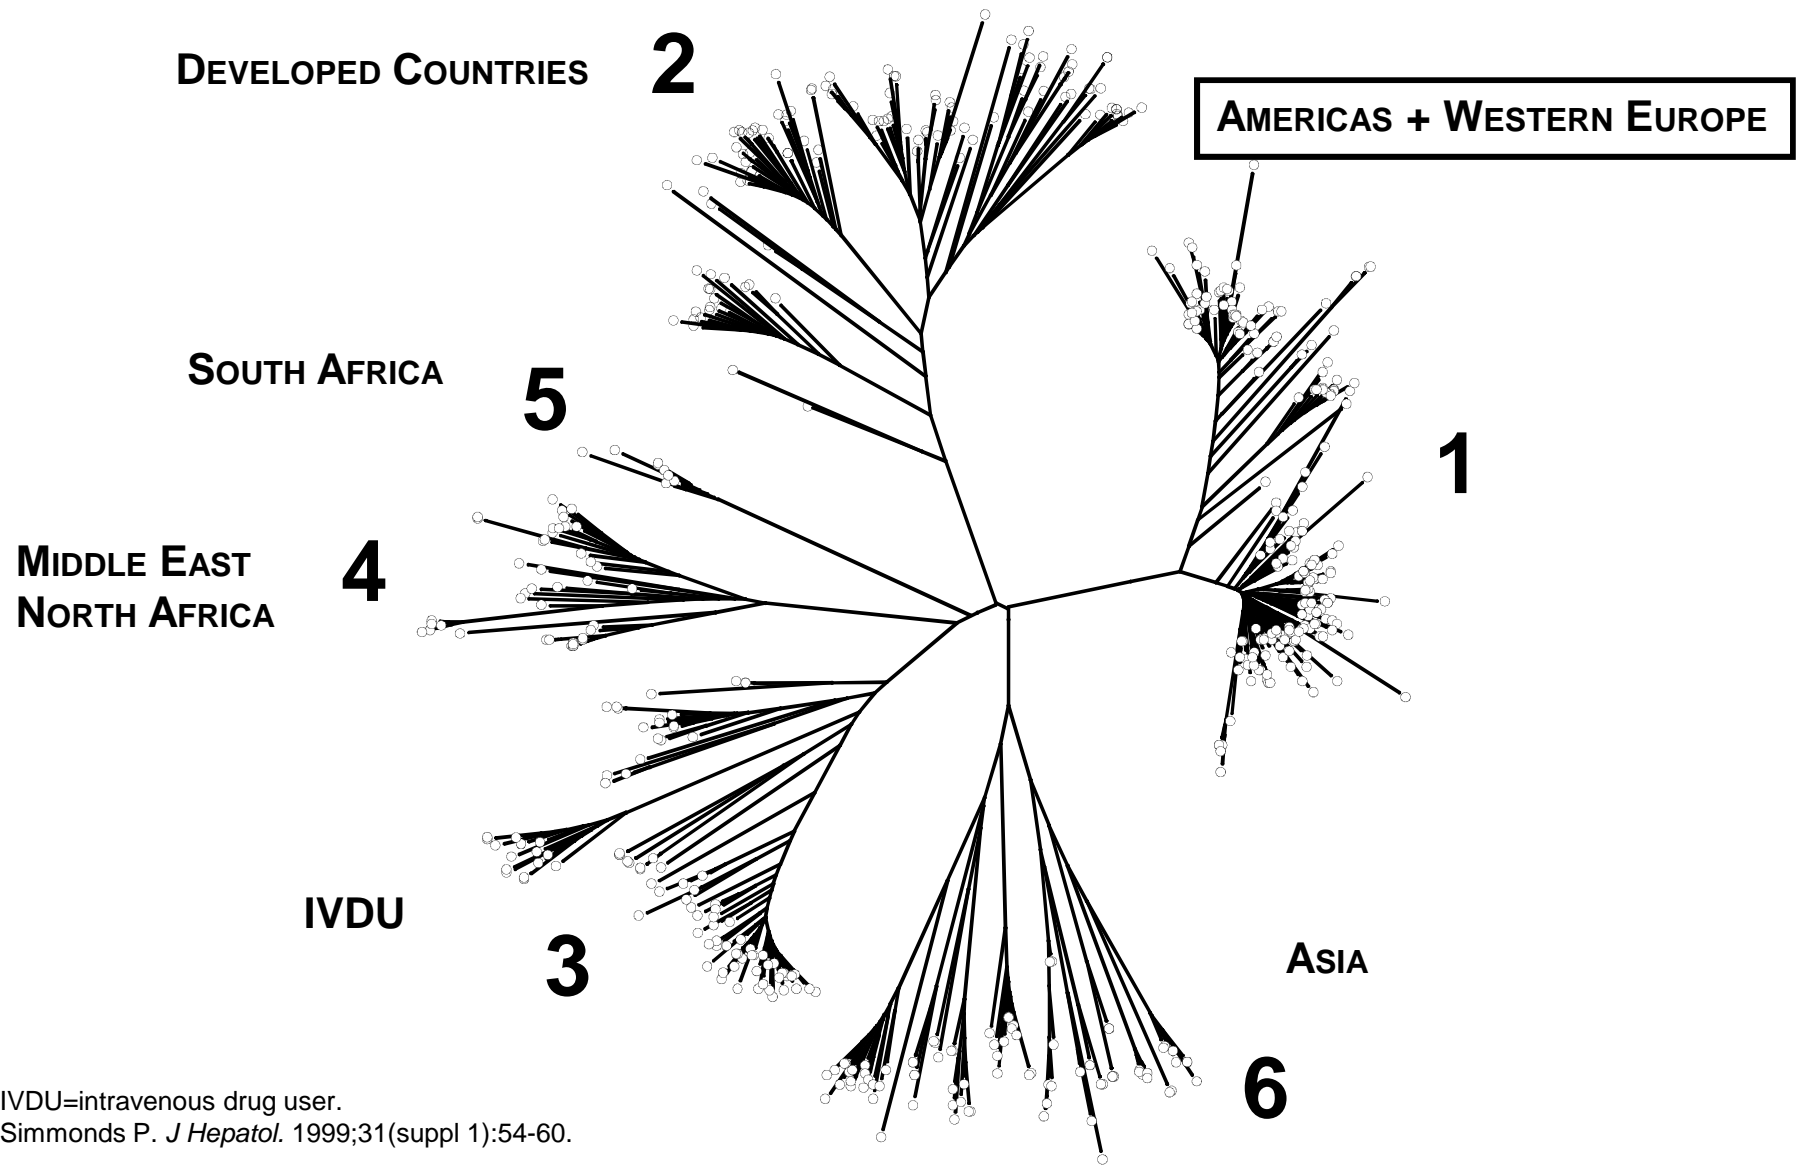 DEVELOPED COUNTRIES 2
AMERICAS + WESTERN EUROPE
SOUTH AFRICA 5
1
MIDDLE EAST
NORTH AFRICA 4
IVDU 3
ASIA
6
IVDU=intravenous drug user.
Simmonds P. J Hepatol. 1999;31(suppl 1):54-60.